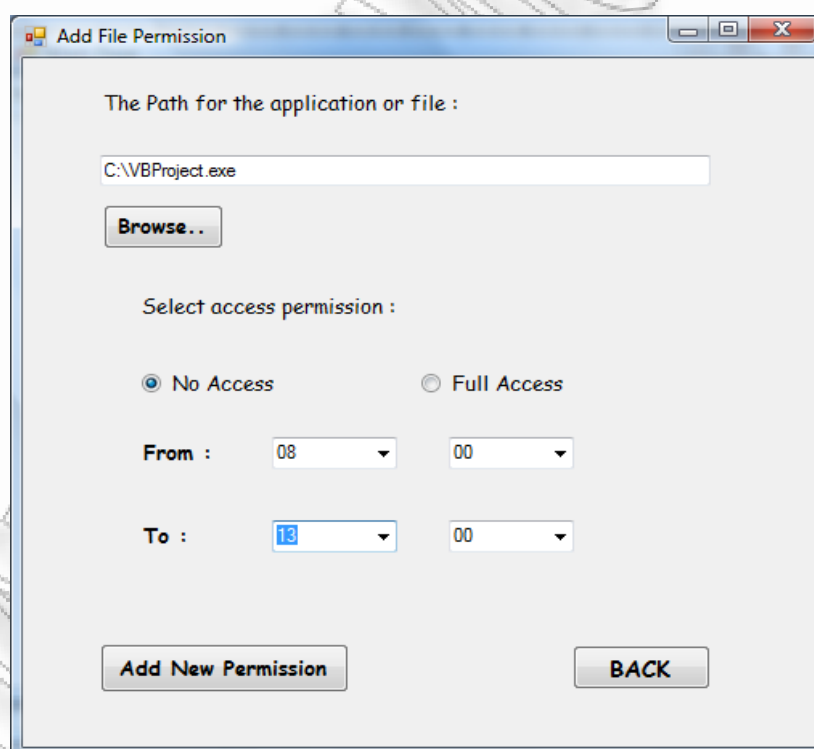 Add File Permission
The Path for the application or file :
C:\VBProject.exe
Browse..
Select access permission :
No Access Full Access
From : 08 00
To : 13 00
Add New Permission BACK